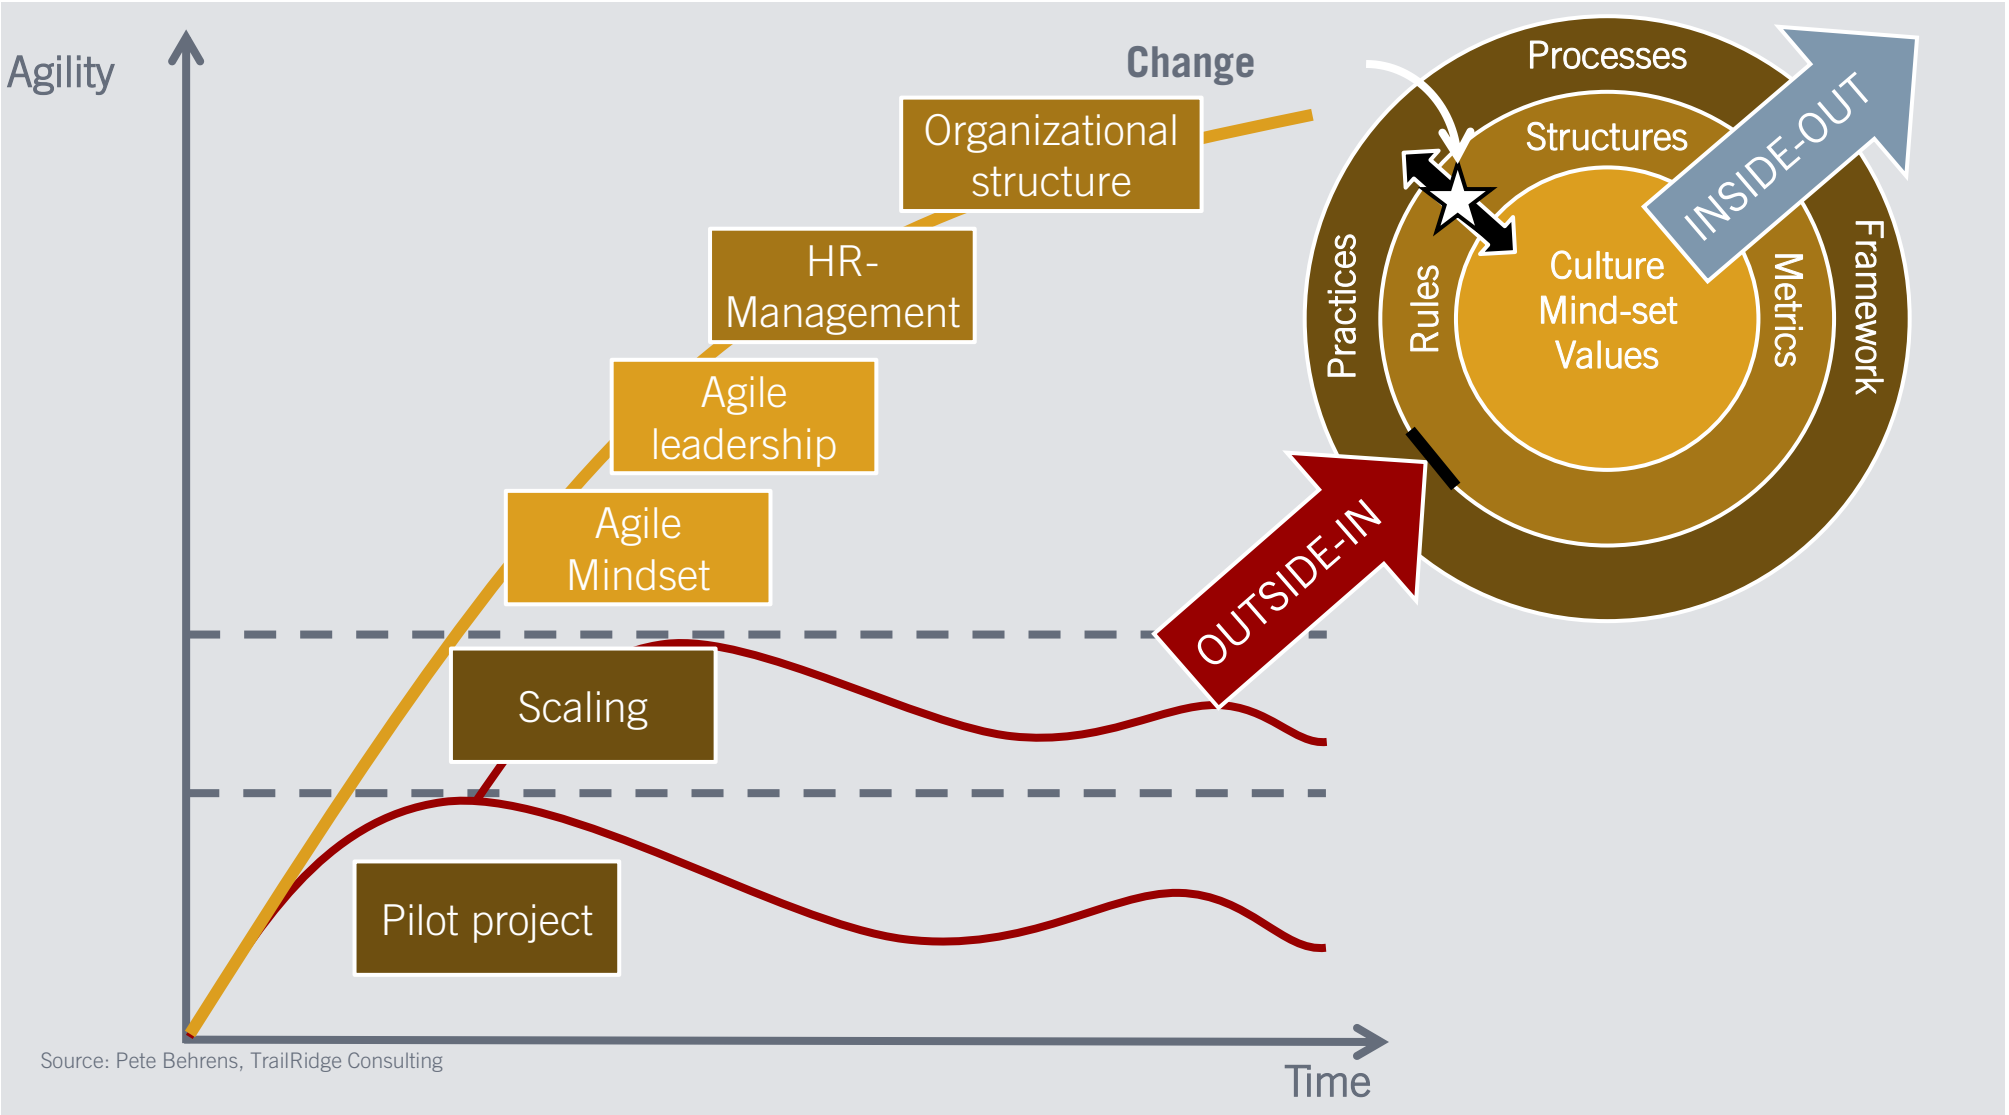 Agility
Change
Organizational
structure
HR-
Management
Agile
leadership
Agile
Mindset
Scaling
Pilot project
Processes
Structures
Practices
Rules
Culture
Mind-set
Values
Metrics
Framework
INSIDE-OUT
OUTSIDE-IN
Source: Pete Behrens, TrailRidge Consulting
Time